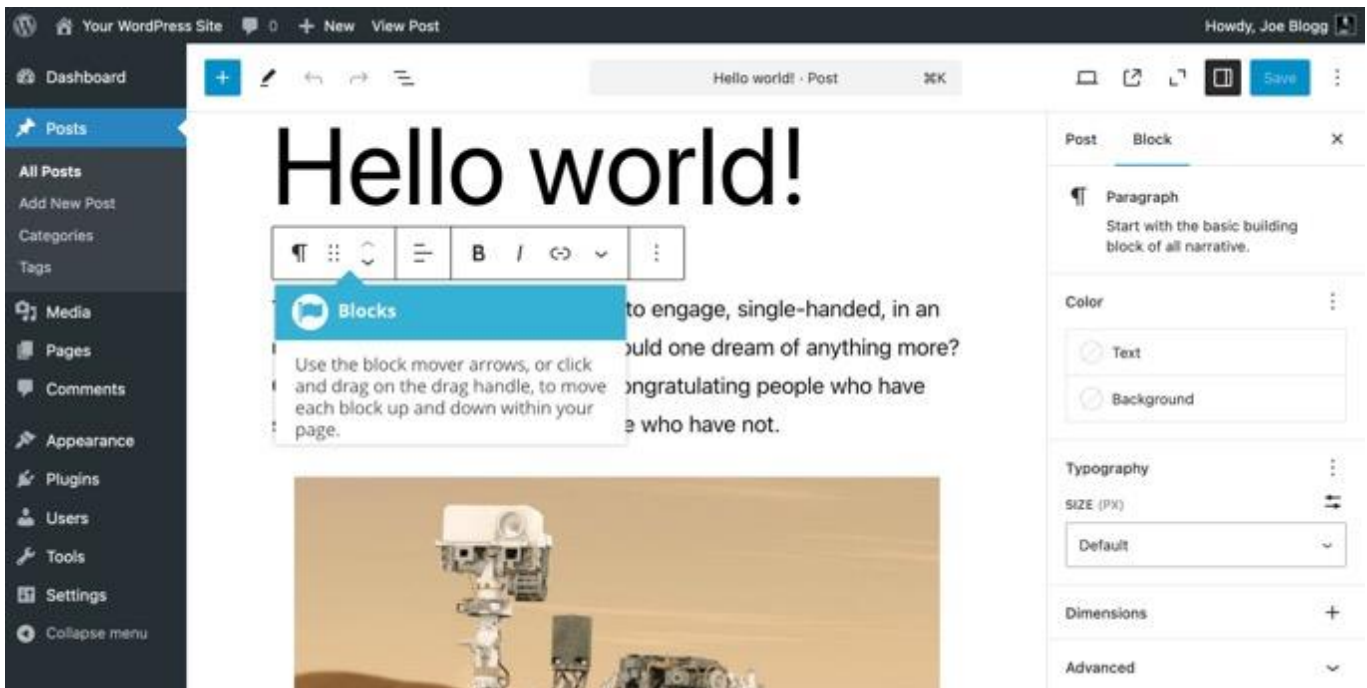 Your WordPress Site 0 + New View Post Howdy, Joe Blogg
Dashboard
Posts
All Posts
Add New Post
Categories
Tags
Media
Pages
Comments
Appearance
Plugins
Users
Tools
Settings
Collapse menu
Hello world! · Post ⌘K
Save
Hello world!
B I
Blocks
Use the block mover arrows, or click
and drag on the drag handle, to move
each block up and down within your
page.
to engage, single-handed, in an
one dream of anything more?
people who have
who have not.
Post Block
Paragraph
Start with the basic building
block of all narrative.
Color
Text
Background
Typography
SIZE (PX)
Default
Dimensions
Advanced